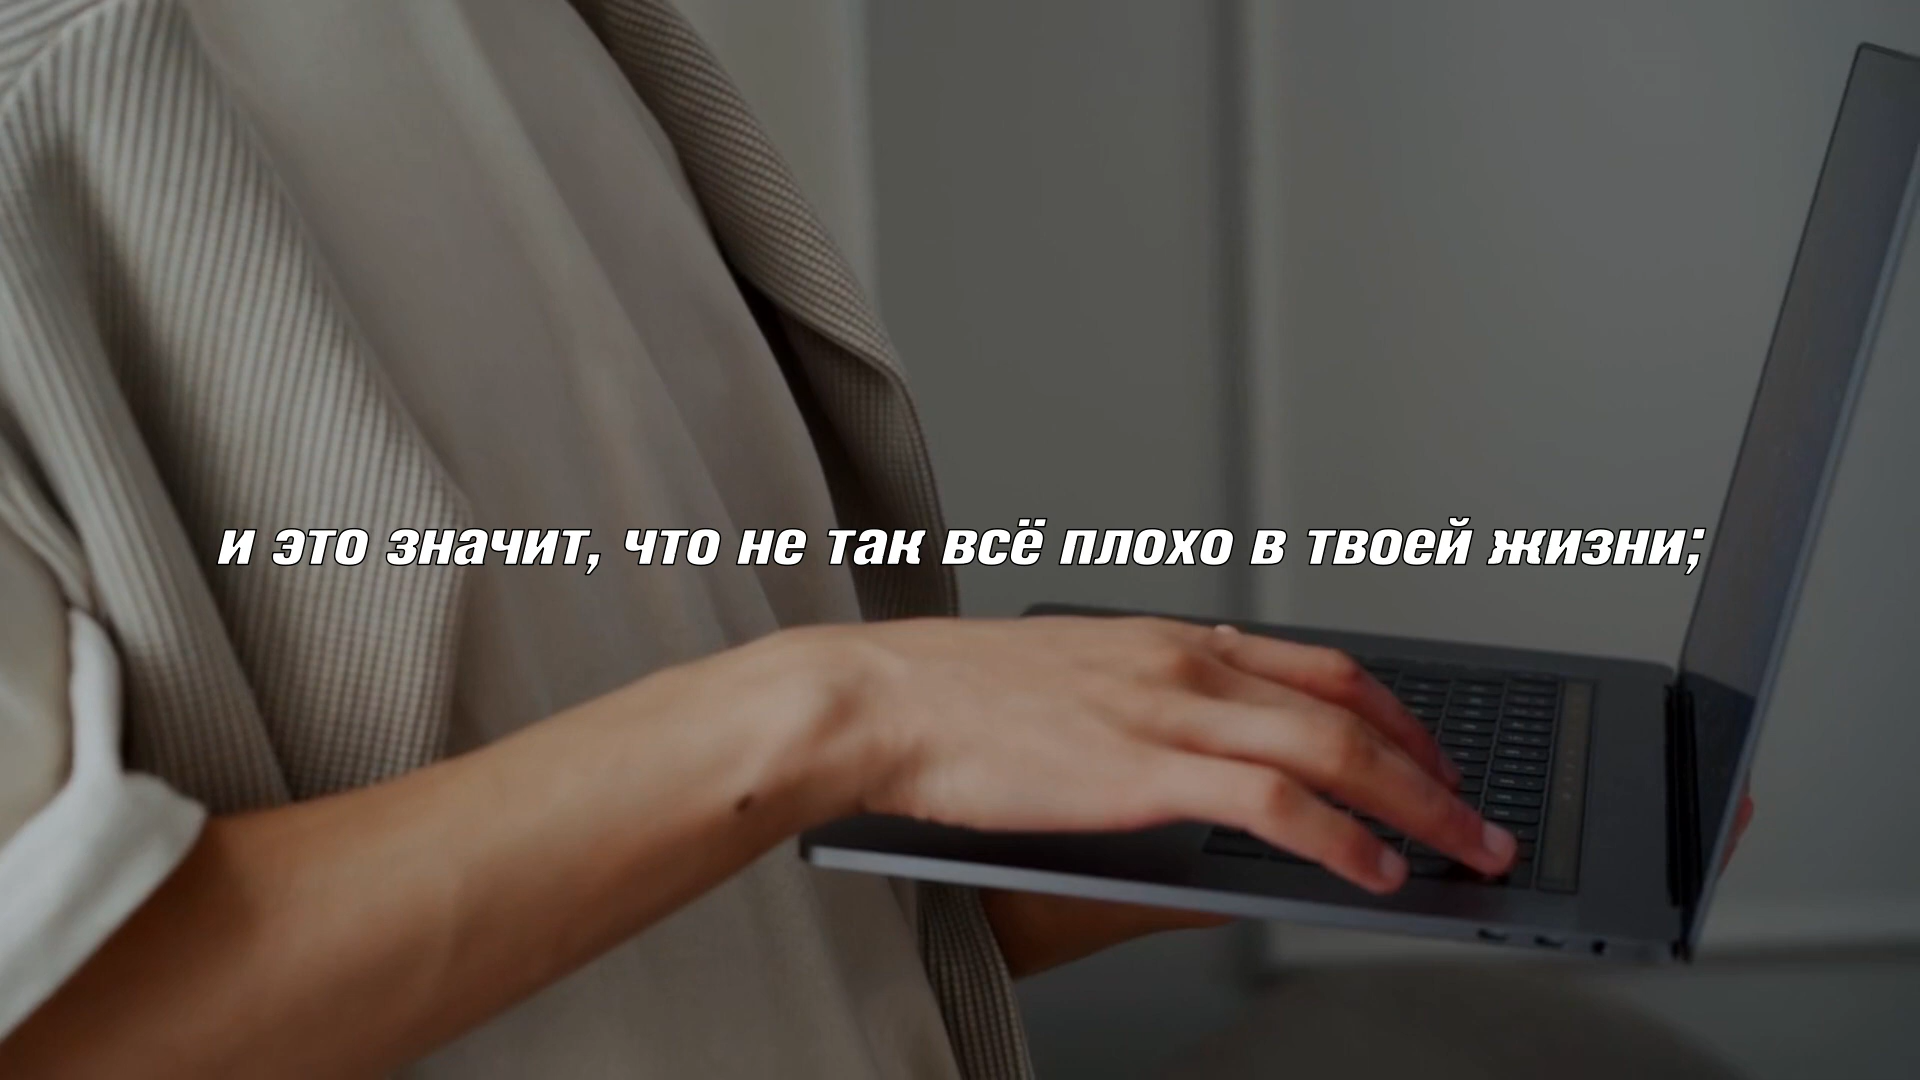 и это значит, что не так всё плохо в твоей жизни;